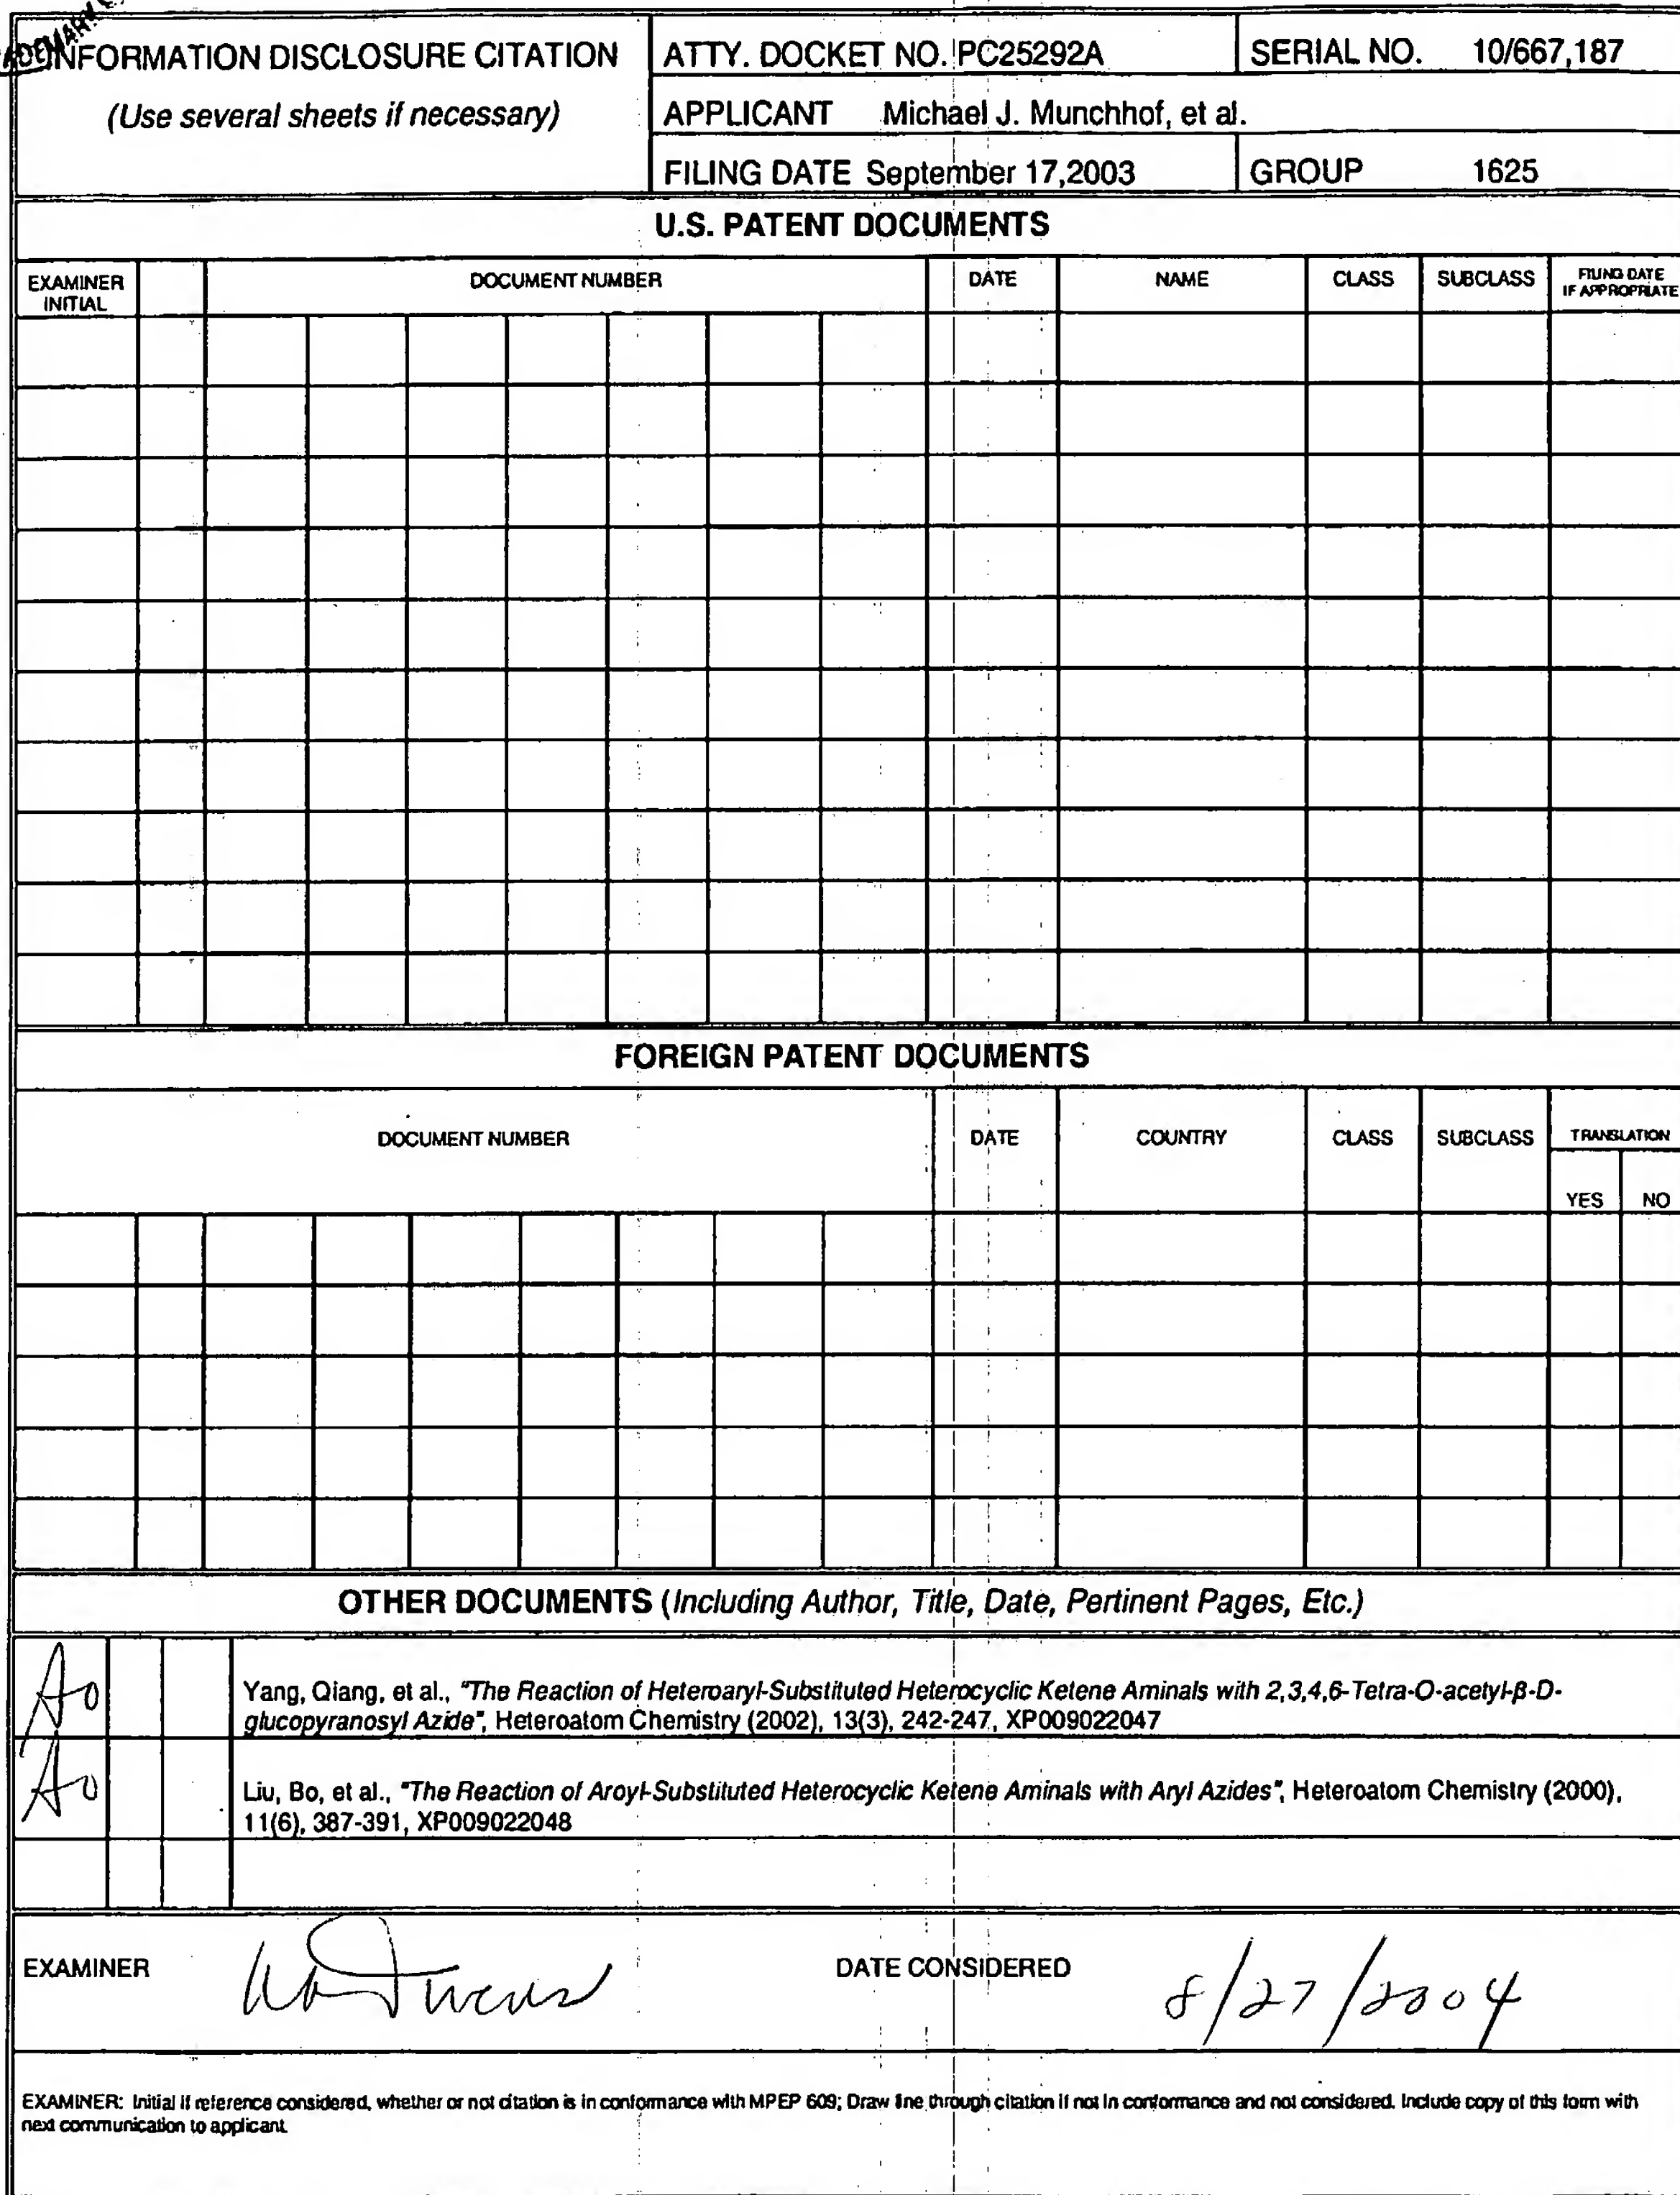 INFORMATION DISCLOSURE CITATION
(Use several sheets if necessary)
ATTY. DOCKET NO. PC25292A
SERIAL NO. 10/667,187
APPLICANT Michael J. Munchhof, et al.
FILING DATE September 17,2003
GROUP 1625
U.S. PATENT DOCUMENTS
EXAMINER INITIAL
DOCUMENT NUMBER
DATE
NAME
CLASS
SUBCLASS
FILING DATE IF APPROPRIATE
FOREIGN PATENT DOCUMENTS
DOCUMENT NUMBER
DATE
COUNTRY
CLASS
SUBCLASS
TRANSLATION
YES
NO
OTHER DOCUMENTS (Including Author, Title, Date, Pertinent Pages, Etc.)
Ao
Yang, Qiang, et al., "The Reaction of Heteroaryl-Substituted Heterocyclic Ketene Aminals with 2,3,4,6-Tetra-O-acetyl-β-D-
glucopyranosyl Azide", Heteroatom Chemistry (2002), 13(3), 242-247, XP009022047
Ao
Liu, Bo, et al., "The Reaction of Aroyl-Substituted Heterocyclic Ketene Aminals with Aryl Azides", Heteroatom Chemistry (2000),
11(6), 387-391, XP009022048
EXAMINER
DATE CONSIDERED
8/27/2004
EXAMINER: Initial if reference considered, whether or not citation is in conformance with MPEP 609; Draw line through citation if not in conformance and not considered. Include copy of this form with
next communication to applicant.